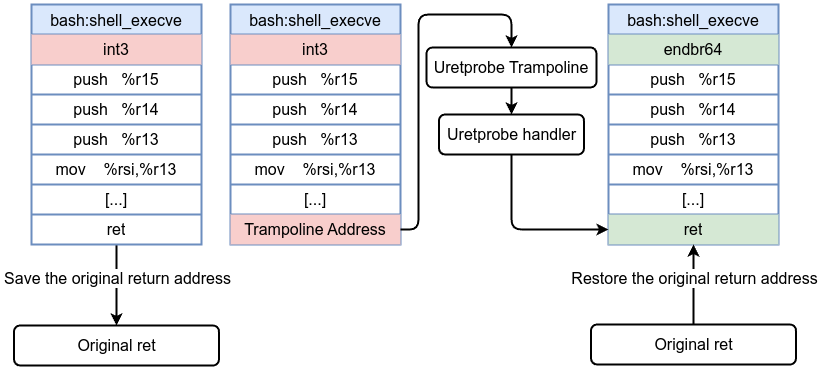 bash:shell_execve
int3
push %r15
push %r14
push %r13
mov %rsi,%r13
[...]
ret
Save the original return address
Original ret
bash:shell_execve
int3
push %r15
push %r14
push %r13
mov %rsi,%r13
[...]
Trampoline Address
Uretprobe Trampoline
Uretprobe handler
bash:shell_execve
endbr64
push %r15
push %r14
push %r13
mov %rsi,%r13
[...]
ret
Restore the original return address
Original ret